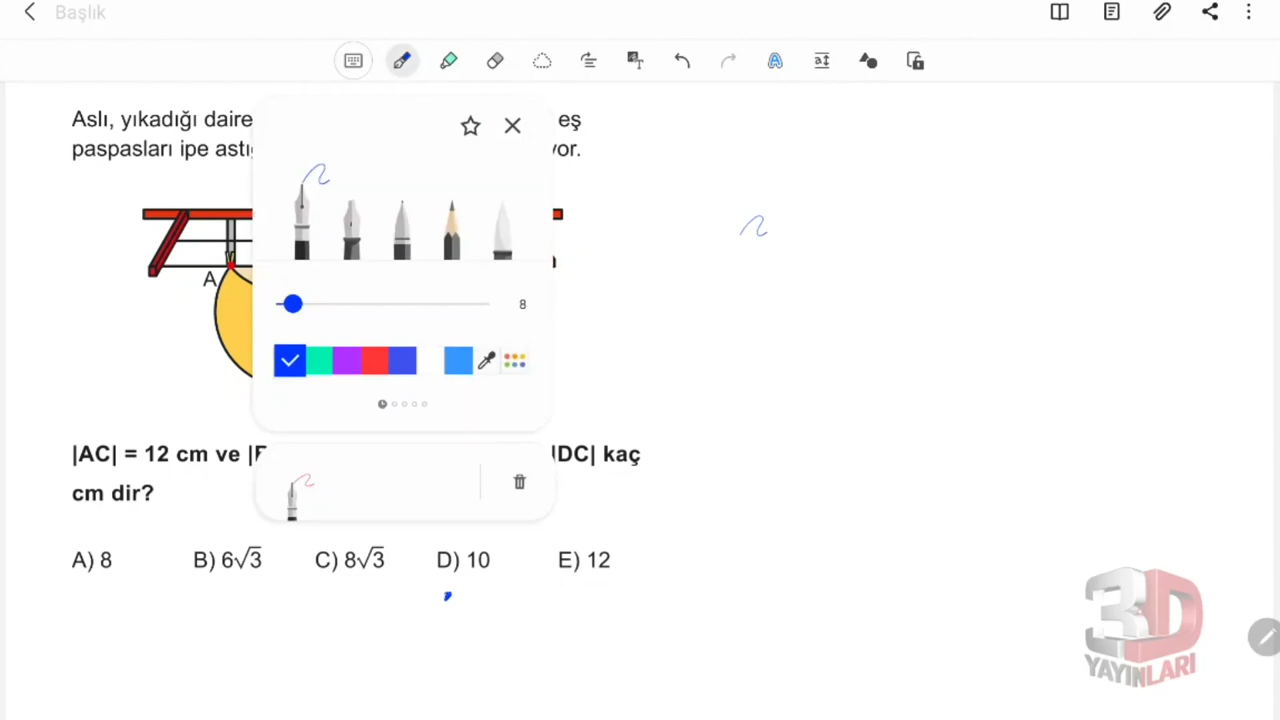 Başlık
Aslı, yıkadığı daire eş
paspasları ipe yor.
A
8
|AC| = 12 cm ve |DC| kaç
cm dir?
A) 8 B) 6√3 C) 8√3 D) 10 E) 12
3D
YAYINLARI